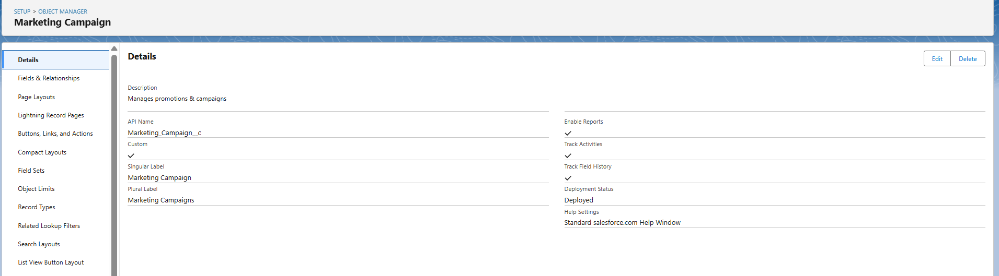 SETUP > OBJECT MANAGER
Marketing Campaign
Details
Fields & Relationships
Page Layouts
Lightning Record Pages
Buttons, Links, and Actions
Compact Layouts
Field Sets
Object Limits
Record Types
Related Lookup Filters
Search Layouts
List View Button Layout
Details
Edit
Delete
Description
Manages promotions & campaigns
API Name
Marketing_Campaign__c
Custom
Singular Label
Marketing Campaign
Plural Label
Marketing Campaigns
Enable Reports
Track Activities
Track Field History
Deployment Status
Deployed
Help Settings
Standard salesforce.com Help Window